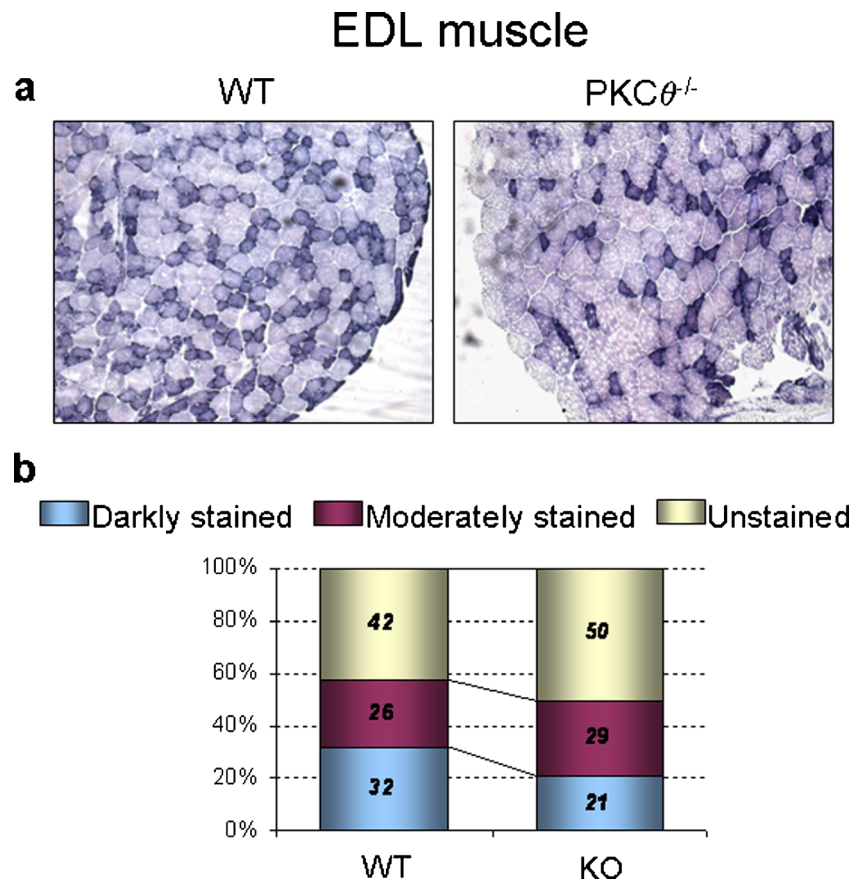 EDL muscle
a
WT
PKCθ-/-
b
Darkly stained
Moderately stained
Unstained
100%
80%
60%
40%
20%
0%
42
26
32
50
29
21
WT
KO